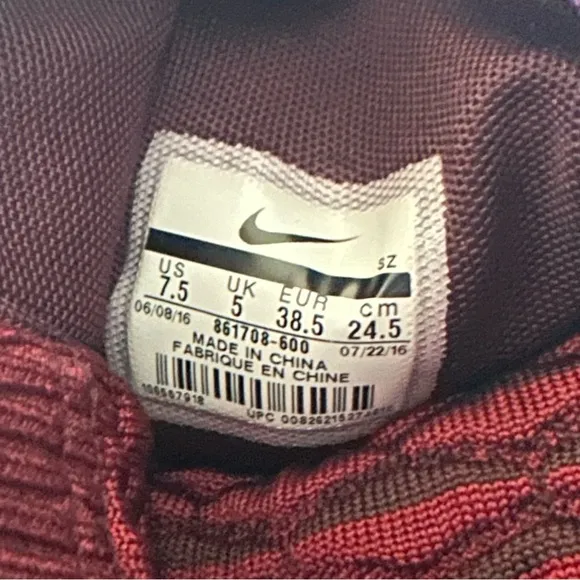 SZ
US UK EUR cm
7.5 5 38.5 24.5
06/08/16 861708-600 07/22/16
MADE IN CHINA
FABRIQUE EN CHINE
UPC